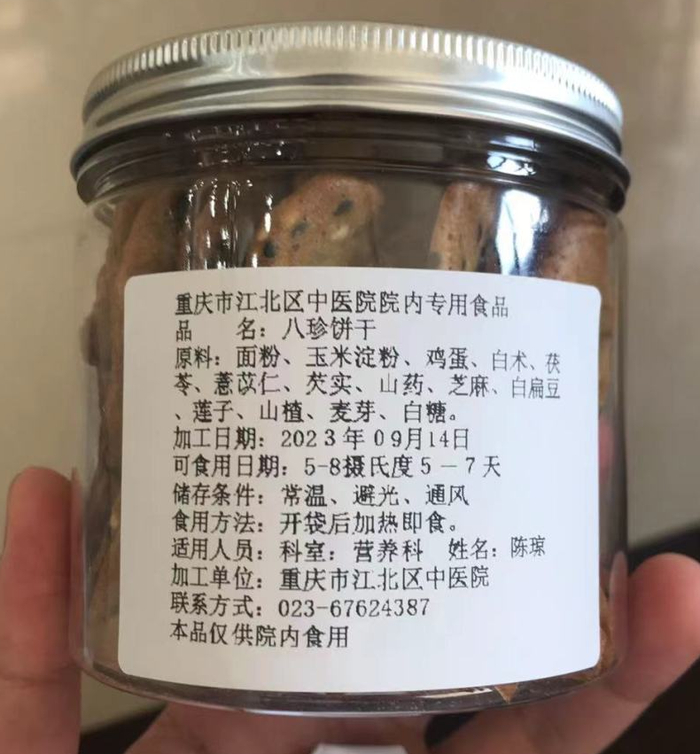 重庆市江北区中医院院内专用食品
品　　名：八珍饼干
原料：面粉、玉米淀粉、鸡蛋、白术、茯
苓、薏苡仁、芡实、山药、芝麻、白扁豆
、莲子、山楂、麦芽、白糖。
加工日期：2023年09月14日
可食用日期：5-8摄氏度5－7天
储存条件：常温、避光、通风
食用方法：开袋后加热即食。
适用人员：科室：营养科　姓名：陈琼
加工单位：重庆市江北区中医院
联系方式：023-67624387
本品仅供院内食用